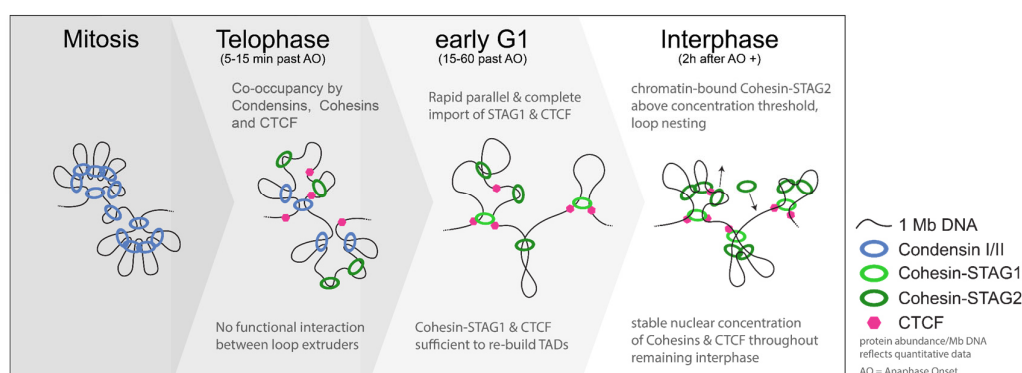 Mitosis
Telophase
(5-15 min past AO)
early G1
(15-60 past AO)
Interphase
(2h after AO +)
Co-occupancy by
Condensins, Cohesins
and CTCF
Rapid parallel & complete
import of STAG1 & CTCF
chromatin-bound Cohesin-STAG2
above concentration threshold,
loop nesting
No functional interaction
between loop extruders
Cohesin-STAG1 & CTCF
sufficient to re-build TADs
stable nuclear concentration
of Cohesins & CTCF throughout
remaining interphase
1 Mb DNA
Condensin I/II
Cohesin-STAG1
Cohesin-STAG2
CTCF
protein abundance/Mb DNA
reflects quantitative data
AO = Anaphase Onset